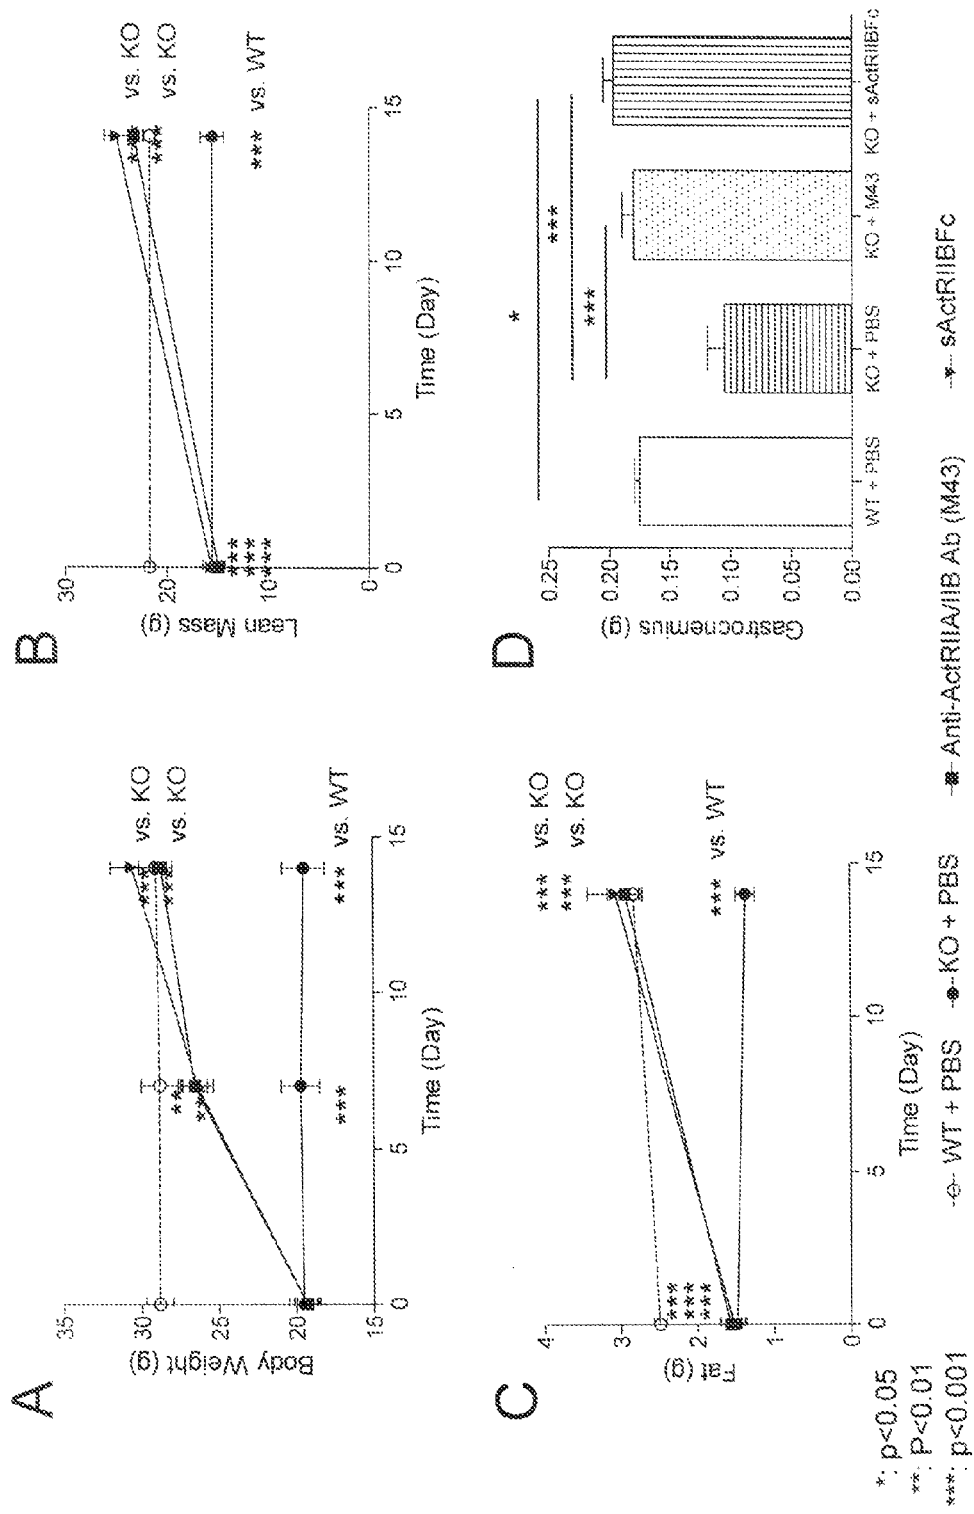 A
35
30
25
20
15
Body Weight (g)
0
5
10
15
Time (Day)
**
**
***
***
***
***
vs. KO
vs. KO
*** vs. WT
B
30
20
10
0
Lean Mass (g)
0
5
10
15
Time (Day)
***
***
***
***
***
vs. KO
vs. KO
*** vs. WT
C
4
3
2
1
0
Fat (g)
0
5
10
15
Time (Day)
***
***
***
*** vs. KO
*** vs. KO
*** vs. WT
D
0.25
0.20
0.15
0.10
0.05
0.00
Gastrocnemius (g)
*
***
***
WT + PBS
KO + PBS
KO + M43
KO + sActRIIBFc
*: p<0.05
**: P<0.01
***: p<0.001
WT + PBS
KO + PBS
Anti-ActRIIA/IIB Ab (M43)
sActRIIBFc